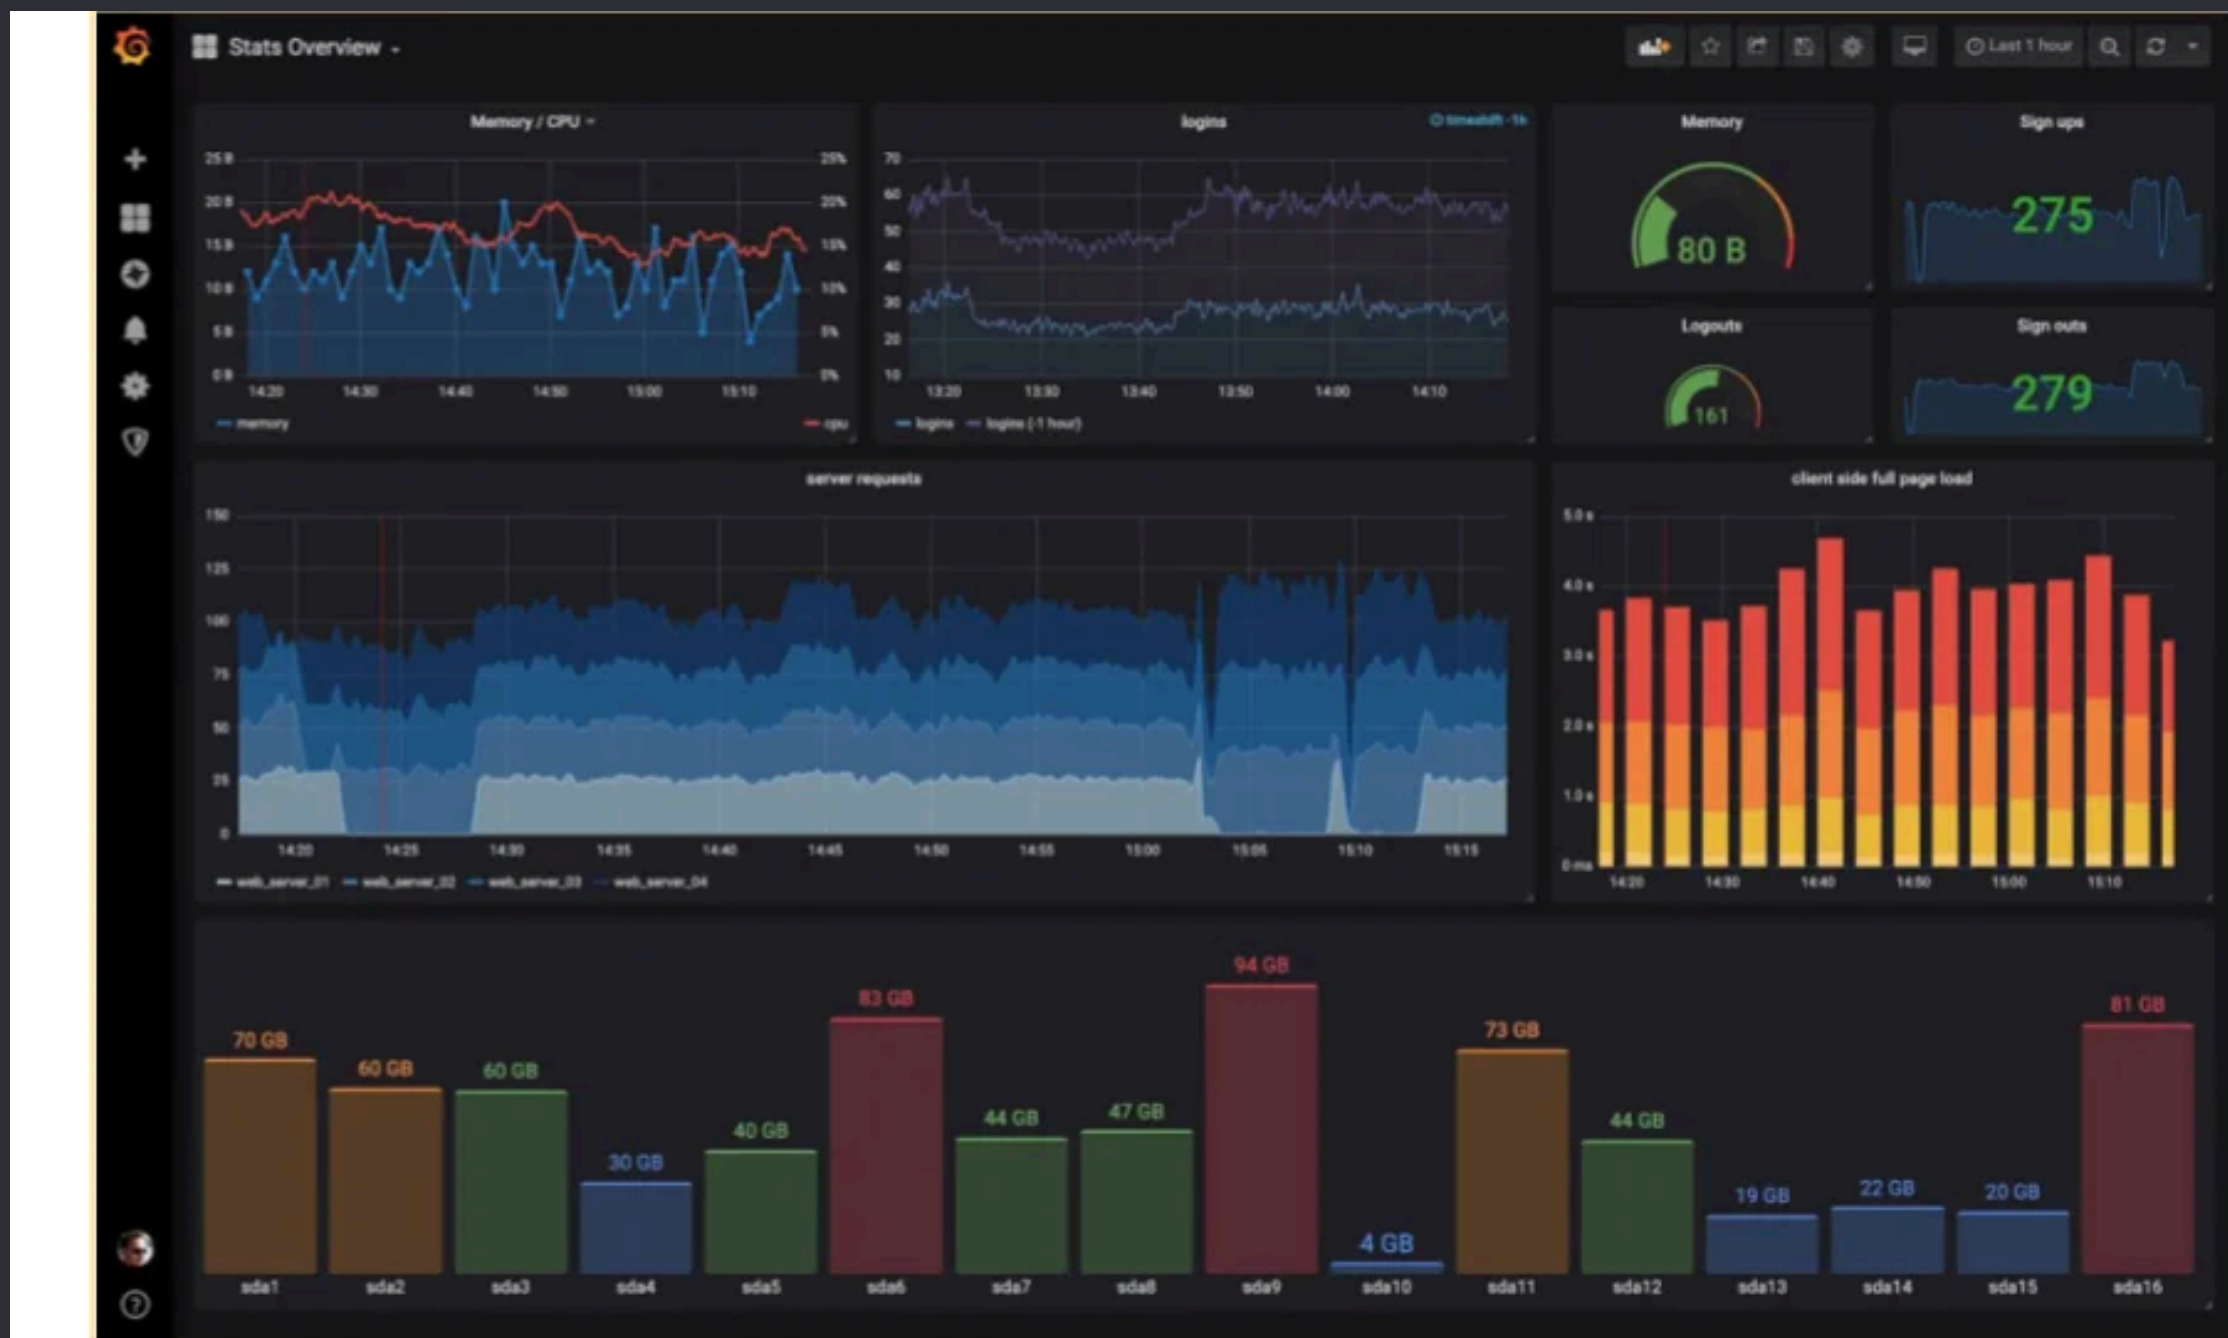 Stats Overview
Last 1 hour
Memory / CPU
25 B
20 B
15 B
10 B
5 B
0 B
25%
20%
15%
10%
5%
0%
14:20 14:30 14:40 14:50 15:00 15:10
memory cpu
logins
timeshift -1h
70
60
50
40
30
20
10
13:20 13:30 13:40 13:50 14:00 14:10
logins logins (-1 hour)
Memory
80 B
Sign ups
275
Logouts
161
Sign outs
279
server requests
150
125
100
75
50
25
0
14:20 14:25 14:30 14:35 14:40 14:45 14:50 14:55 15:00 15:05 15:10 15:15
web_server_01 web_server_02 web_server_03 web_server_04
client side full page load
5.0 s
4.0 s
3.0 s
2.0 s
1.0 s
0 ms
14:20 14:30 14:40 14:50 15:00 15:10
70 GB 60 GB 60 GB 30 GB 40 GB 83 GB 44 GB 47 GB 94 GB 4 GB 73 GB 44 GB 19 GB 22 GB 20 GB 81 GB
sda1 sda2 sda3 sda4 sda5 sda6 sda7 sda8 sda9 sda10 sda11 sda12 sda13 sda14 sda15 sda16